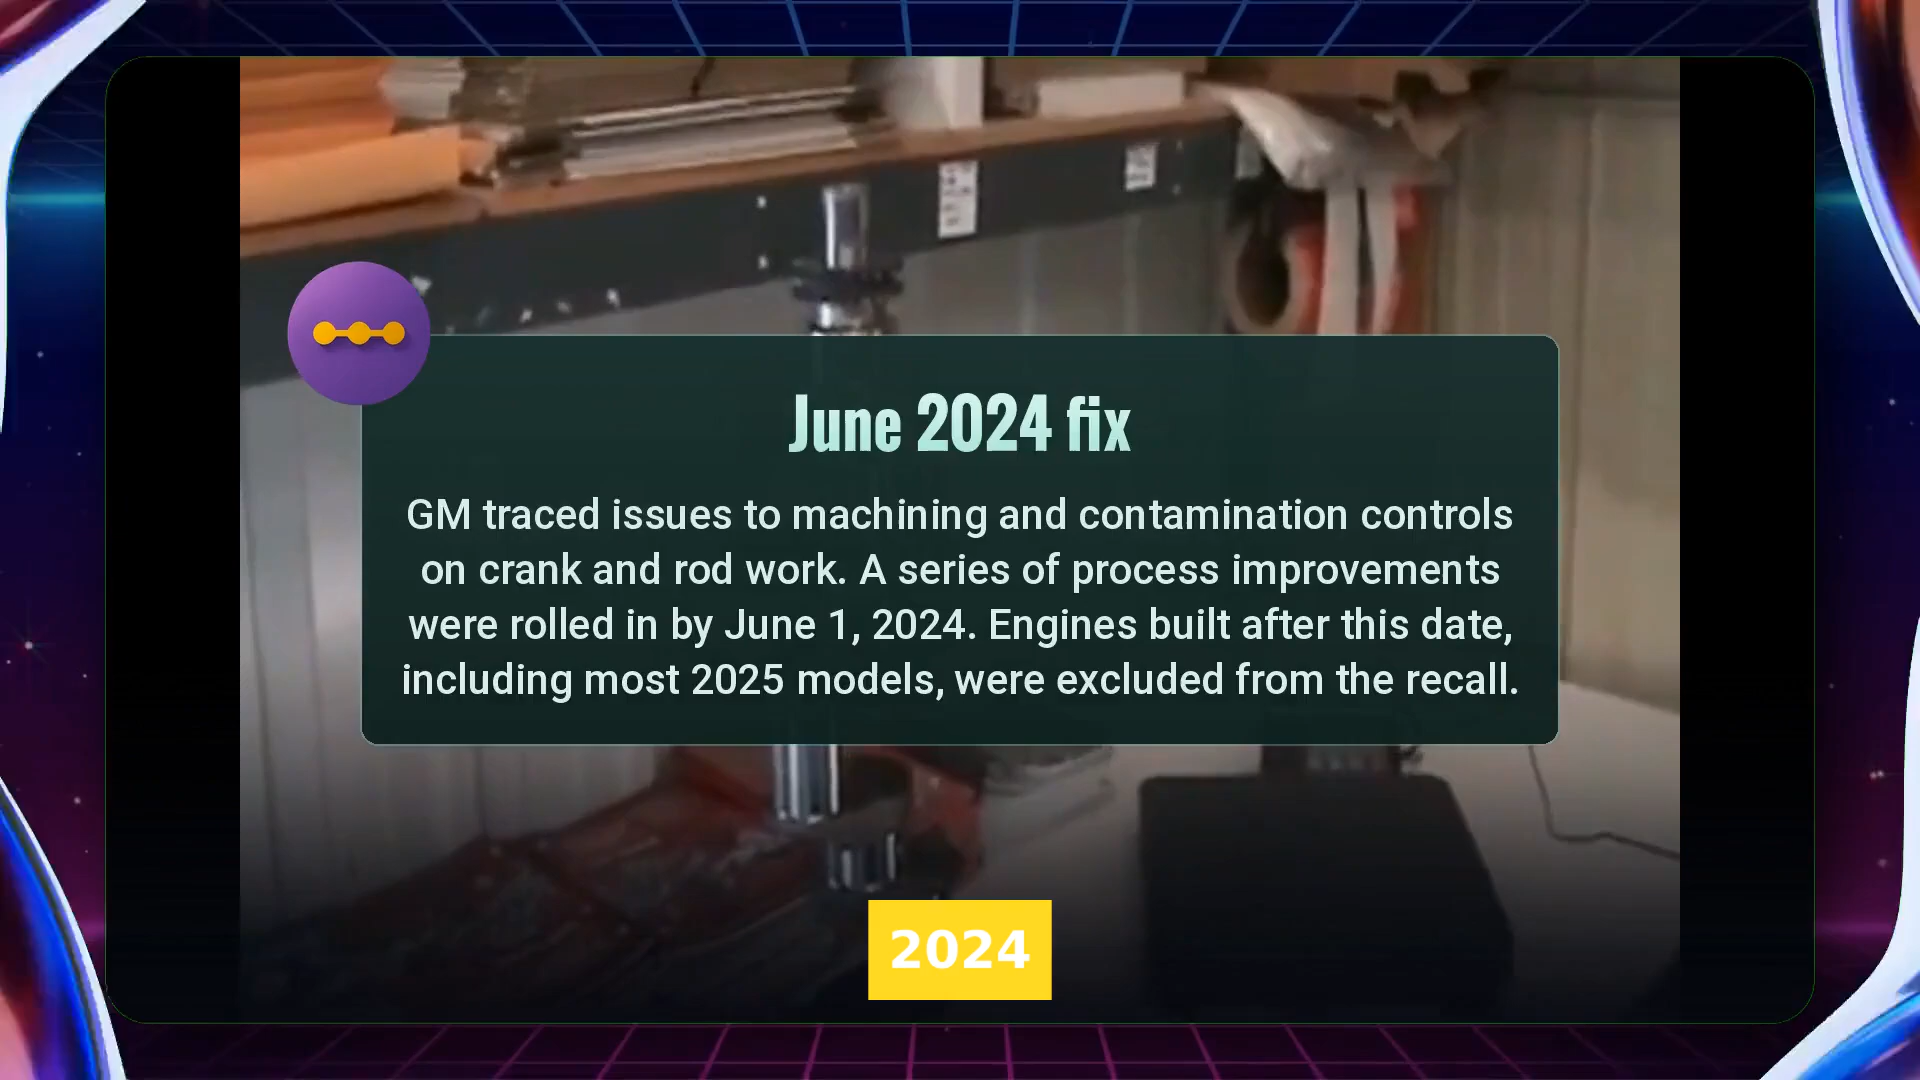 June 2024 fix
GM traced issues to machining and contamination controls
on crank and rod work. A series of process improvements
were rolled in by June 1, 2024. Engines built after this date,
including most 2025 models, were excluded from the recall.
2024